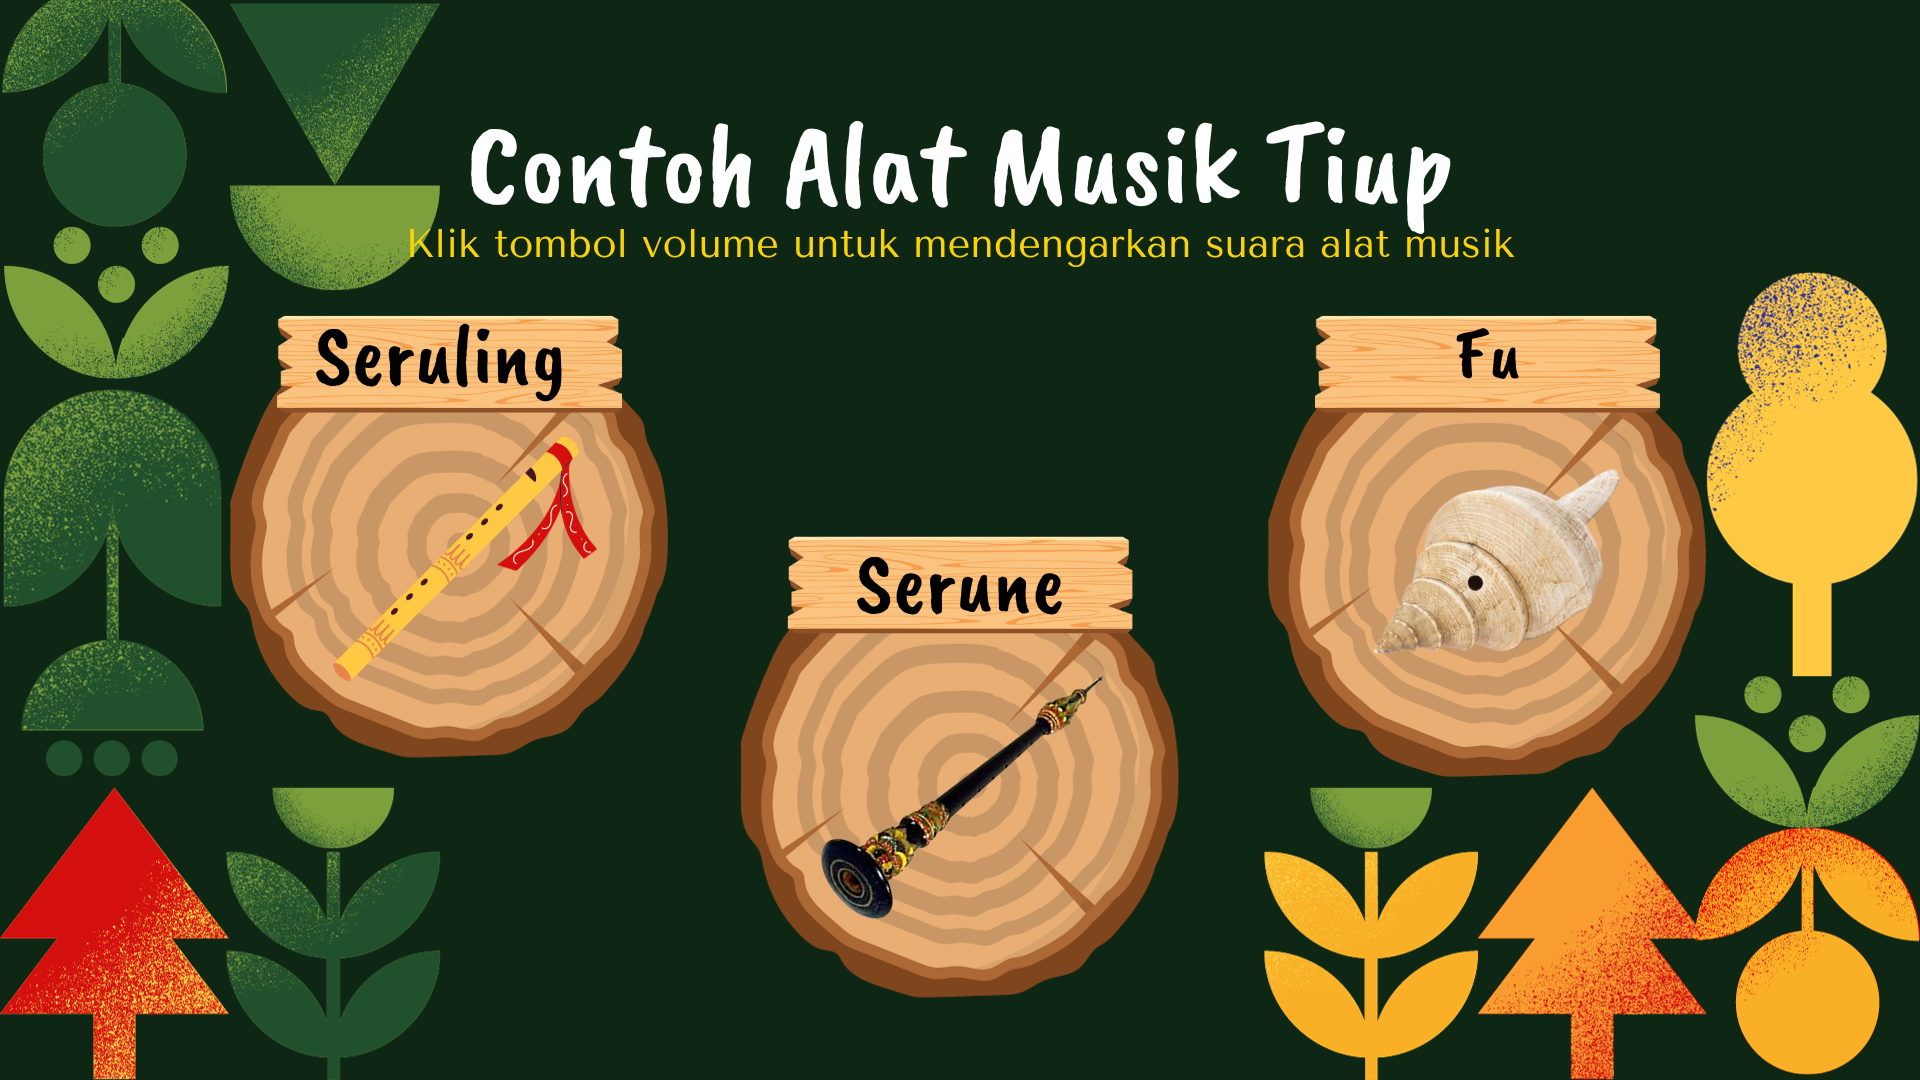 Contoh Alat Musik Tiup
Klik tombol volume untuk mendengarkan suara alat musik
Seruling
Fu
Serune